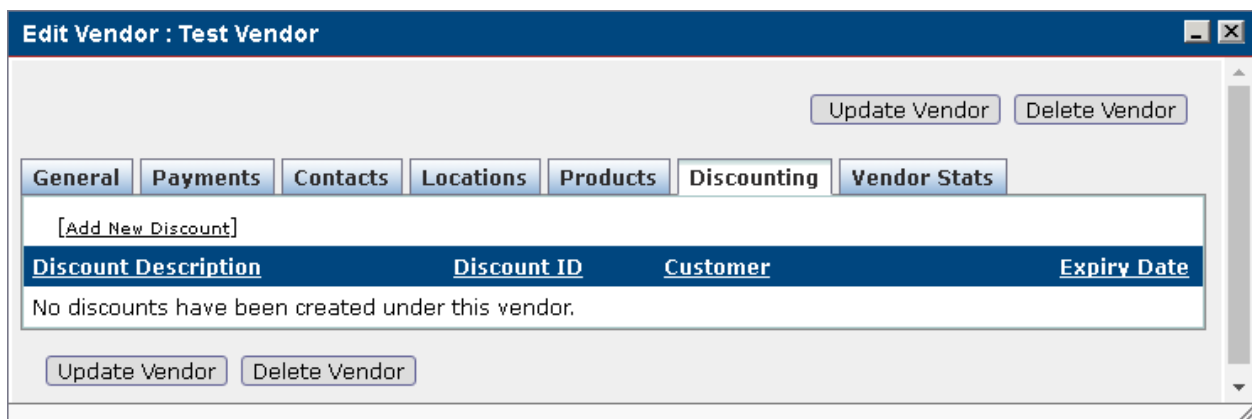 Edit Vendor : Test Vendor
Update Vendor Delete Vendor
General Payments Contacts Locations Products Discounting Vendor Stats
[Add New Discount]
Discount Description Discount ID Customer Expiry Date
No discounts have been created under this vendor.
Update Vendor Delete Vendor